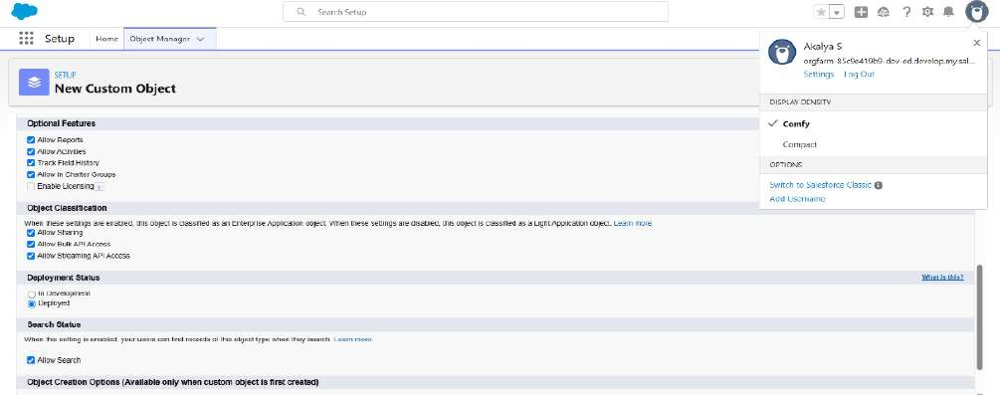 Search Setup
Setup
Home
Object Manager
SETUP
New Custom Object
Akalya S
orgfarm-85c9e419b9-dev-ed.develop.my.sal...
Settings Log Out
DISPLAY DENSITY
Comfy
Compact
OPTIONS
Switch to Salesforce Classic
Add Username
Optional Features
Allow Reports
Allow Activities
Track Field History
Allow in Chatter Groups
Enable Licensing
Object Classification
When these settings are enabled, this object is classified as an Enterprise Application object. When these settings are disabled, this object is classified as a Light Application object. Learn more.
Allow Sharing
Allow Bulk API Access
Allow Streaming API Access
Deployment Status What is this?
In Development
Deployed
Search Status
When this setting is enabled, your users can find records of this object type when they search. Learn more.
Allow Search
Object Creation Options (Available only when custom object is first created)